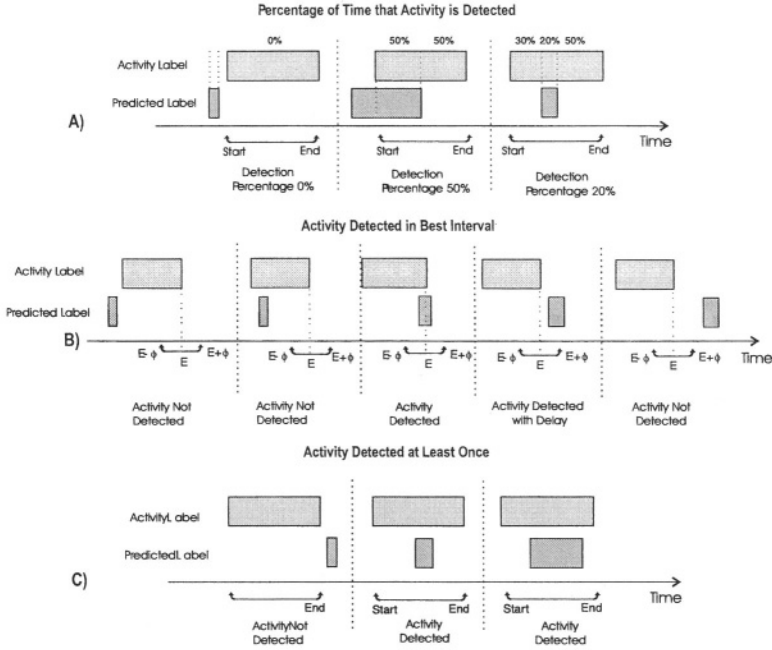 Percentage of Time that Activity is Detected
0% 50% 50% 30% 20% 50%
Activity Label
Predicted Label
A)
Time
Start End Start End Start End
Detection Percentage 0%
Detection Percentage 50%
Detection Percentage 20%
Activity Detected in Best Interval
Activity Label
Predicted Label
B)
Time
E-ϕ E E+ϕ E-ϕ E E+ϕ E-ϕ E E+ϕ E-ϕ E E+ϕ E-ϕ E E+ϕ
Activity Not Detected
Activity Not Detected
Activity Detected
Activity Detected with Delay
Activity Not Detected
Activity Detected at Least Once
ActivityL abel
PredictedL abel
C)
Time
End Start End Start End
ActivityNot Detected
Activity Detected
Activity Detected